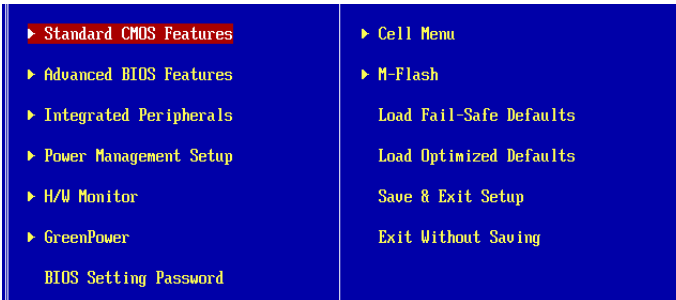 Standard CMOS Features
Advanced BIOS Features
Integrated Peripherals
Power Management Setup
H/W Monitor
GreenPower
BIOS Setting Password
Cell Menu
M-Flash
Load Fail-Safe Defaults
Load Optimized Defaults
Save & Exit Setup
Exit Without Saving